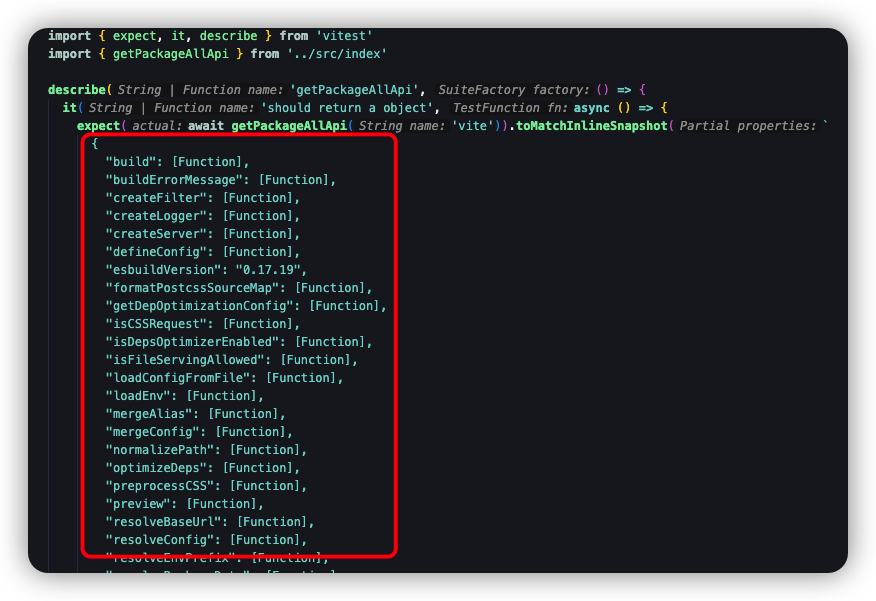 import { expect, it, describe } from 'vitest'
import { getPackageAllApi } from '../src/index'
describe( String | Function name: 'getPackageAllApi', SuiteFactory factory: () => {
it( String | Function name: 'should return a object', TestFunction fn: async () => {
expect( actual: await getPackageAllApi( String name: 'vite')).toMatchInlineSnapshot( Partial properties: `
{
"build": [Function],
"buildErrorMessage": [Function],
"createFilter": [Function],
"createLogger": [Function],
"createServer": [Function],
"defineConfig": [Function],
"esbuildVersion": "0.17.19",
"formatPostcssSourceMap": [Function],
"getDepOptimizationConfig": [Function],
"isCSSRequest": [Function],
"isDepsOptimizerEnabled": [Function],
"isFileServingAllowed": [Function],
"loadConfigFromFile": [Function],
"loadEnv": [Function],
"mergeAlias": [Function],
"mergeConfig": [Function],
"normalizePath": [Function],
"optimizeDeps": [Function],
"preprocessCSS": [Function],
"preview": [Function],
"resolveBaseUrl": [Function],
"resolveConfig": [Function],
"resolveEnvPrefix": [Function],